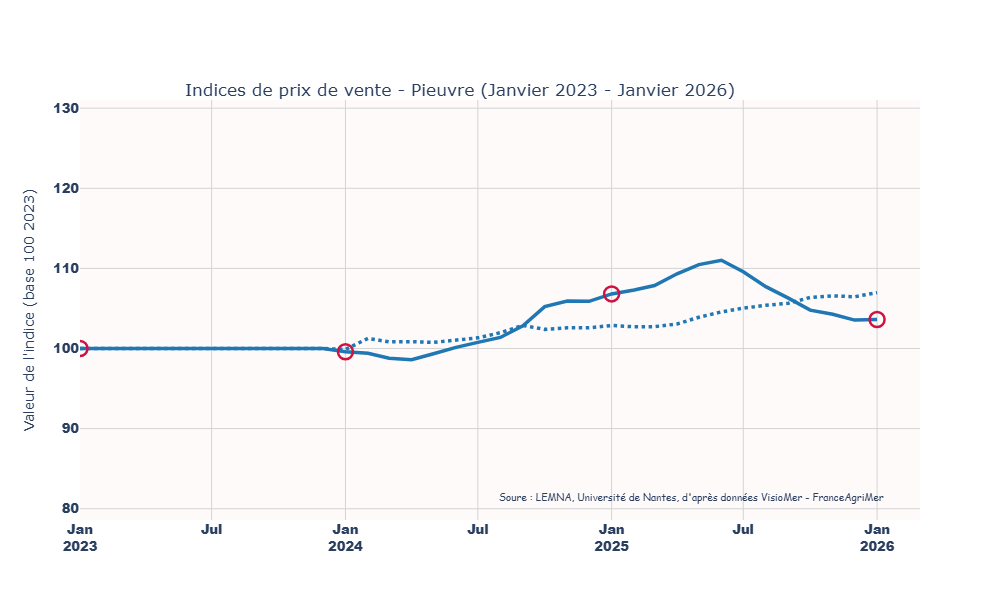 Indices de prix de vente - Pieuvre (Janvier 2023 - Janvier 2026)
Valeur de l'indice (base 100 2023)
130
120
110
100
90
80
Soure : LEMNA, Université de Nantes, d'après données VisioMer - FranceAgriMer
Jan Jul Jan Jul Jan Jul Jan
2023 2024 2025 2026